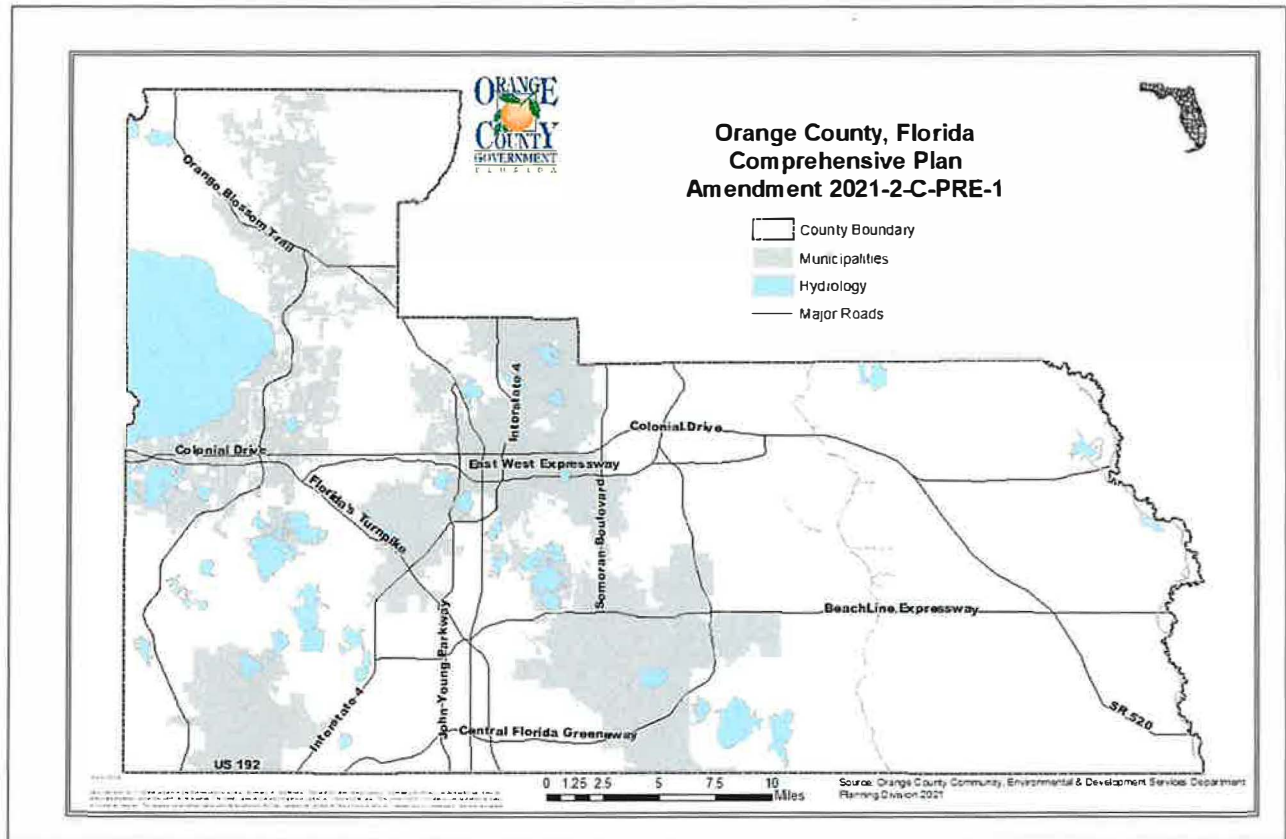 ORANGE
COUNTY
GOVERNMENT
FLORIDA
Orange County, Florida
Comprehensive Plan
Amendment 2021-2-C-PRE-1
County Boundary
Municipalities
Hydrology
Major Roads
Orange Blossom Trail
Interstate 4
Colonial Drive
Colonial Drive
East West Expressway
Florida's Turnpike
Semoran Boulevard
John Young Parkway
BeachLine Expressway
Interstate 4
Central Florida Greeneway
SR 520
US 192
0 1.25 2.5 5 7.5 10
Miles
Source: Orange County Community, Environmental & Development Services Department
Planning Division 2021